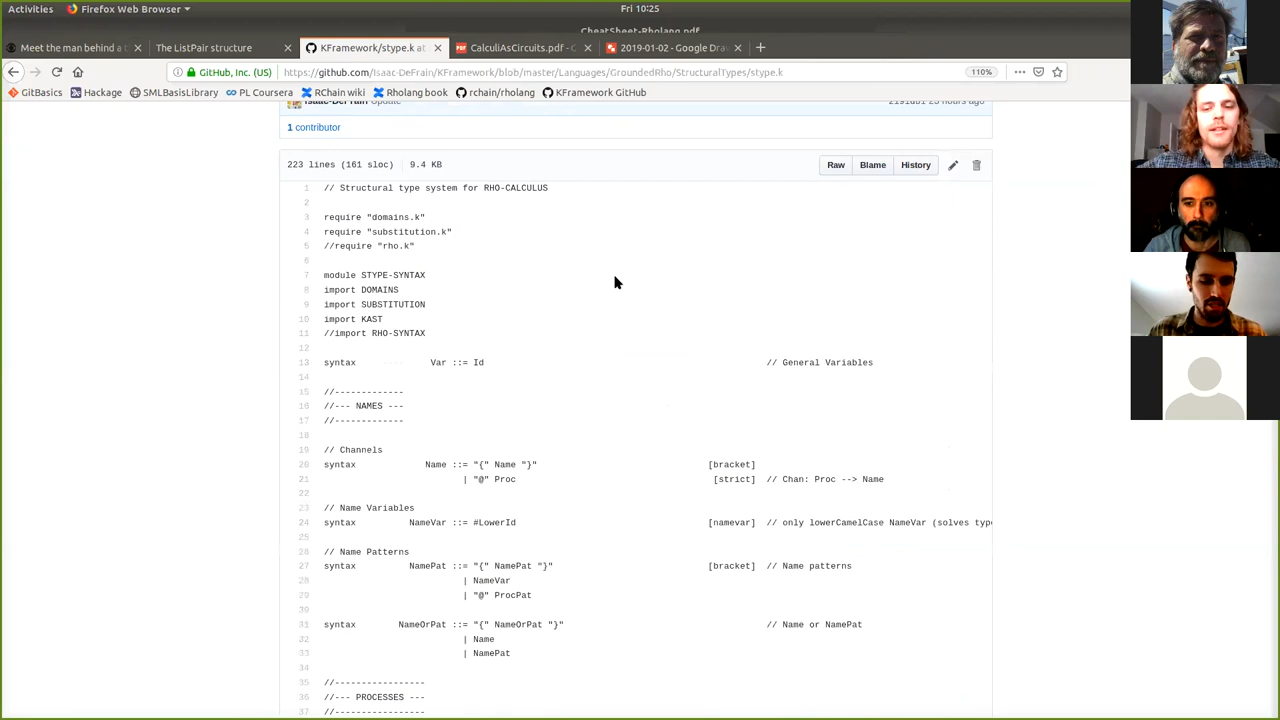 Activities Firefox Web Browser Fri 10:25
CheatSheet-Rholang.pdf
Meet the man behind a t The ListPair structure KFramework/stype.k at CalculiAsCircuits.pdf - G 2019-01-02 - Google Dra
GitHub, Inc. (US) https://github.com/Isaac-DeFrain/KFramework/blob/master/Languages/GroundedRho/StructuralTypes/stype.k 110%
GitBasics Hackage SMLBasisLibrary PL Coursera RChain wiki Rholang book rchain/rholang KFramework GitHub
Isaac-DeFrain Update 2191df1 23 hours ago
1 contributor
223 lines (161 sloc) 9.4 KB Raw Blame History
1 // Structural type system for RHO-CALCULUS
2
3 require "domains.k"
4 require "substitution.k"
5 //require "rho.k"
6
7 module STYPE-SYNTAX
8 import DOMAINS
9 import SUBSTITUTION
10 import KAST
11 //import RHO-SYNTAX
12
13 syntax Var ::= Id // General Variables
14
15 //-------------
16 //--- NAMES ---
17 //-------------
18
19 // Channels
20 syntax Name ::= "{" Name "}" [bracket]
21 | "@" Proc [strict] // Chan: Proc --> Name
22
23 // Name Variables
24 syntax NameVar ::= #LowerId [namevar] // only lowerCamelCase NameVar (solves type
25
26 // Name Patterns
27 syntax NamePat ::= "{" NamePat "}" [bracket] // Name patterns
28 | NameVar
29 | "@" ProcPat
30
31 syntax NameOrPat ::= "{" NameOrPat "}" // Name or NamePat
32 | Name
33 | NamePat
34
35 //-----------------
36 //--- PROCESSES ---
37 //-----------------